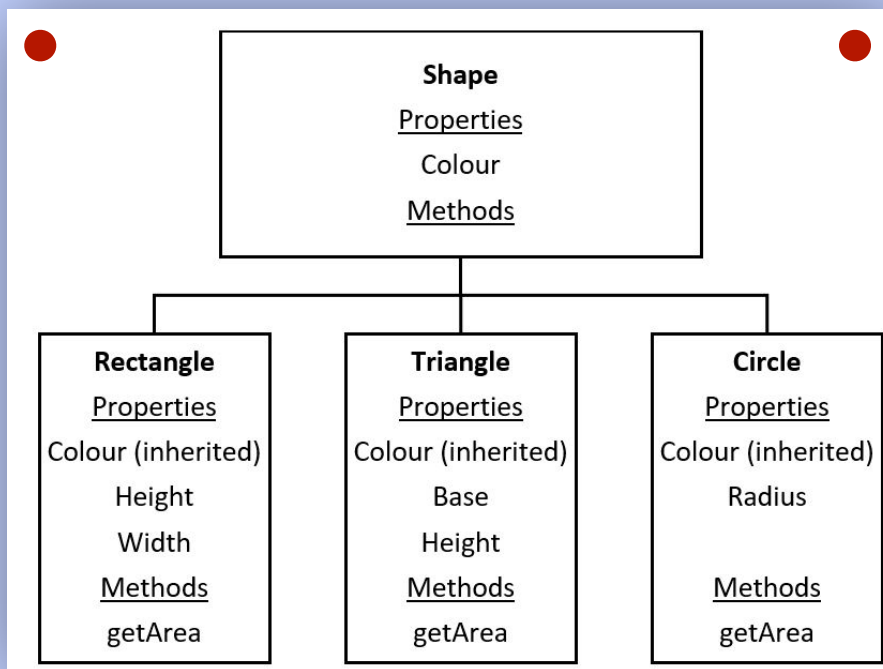 Shape
Properties
Colour
Methods
Rectangle
Properties
Colour (inherited)
Height
Width
Methods
getArea
Triangle
Properties
Colour (inherited)
Base
Height
Methods
getArea
Circle
Properties
Colour (inherited)
Radius
Methods
getArea